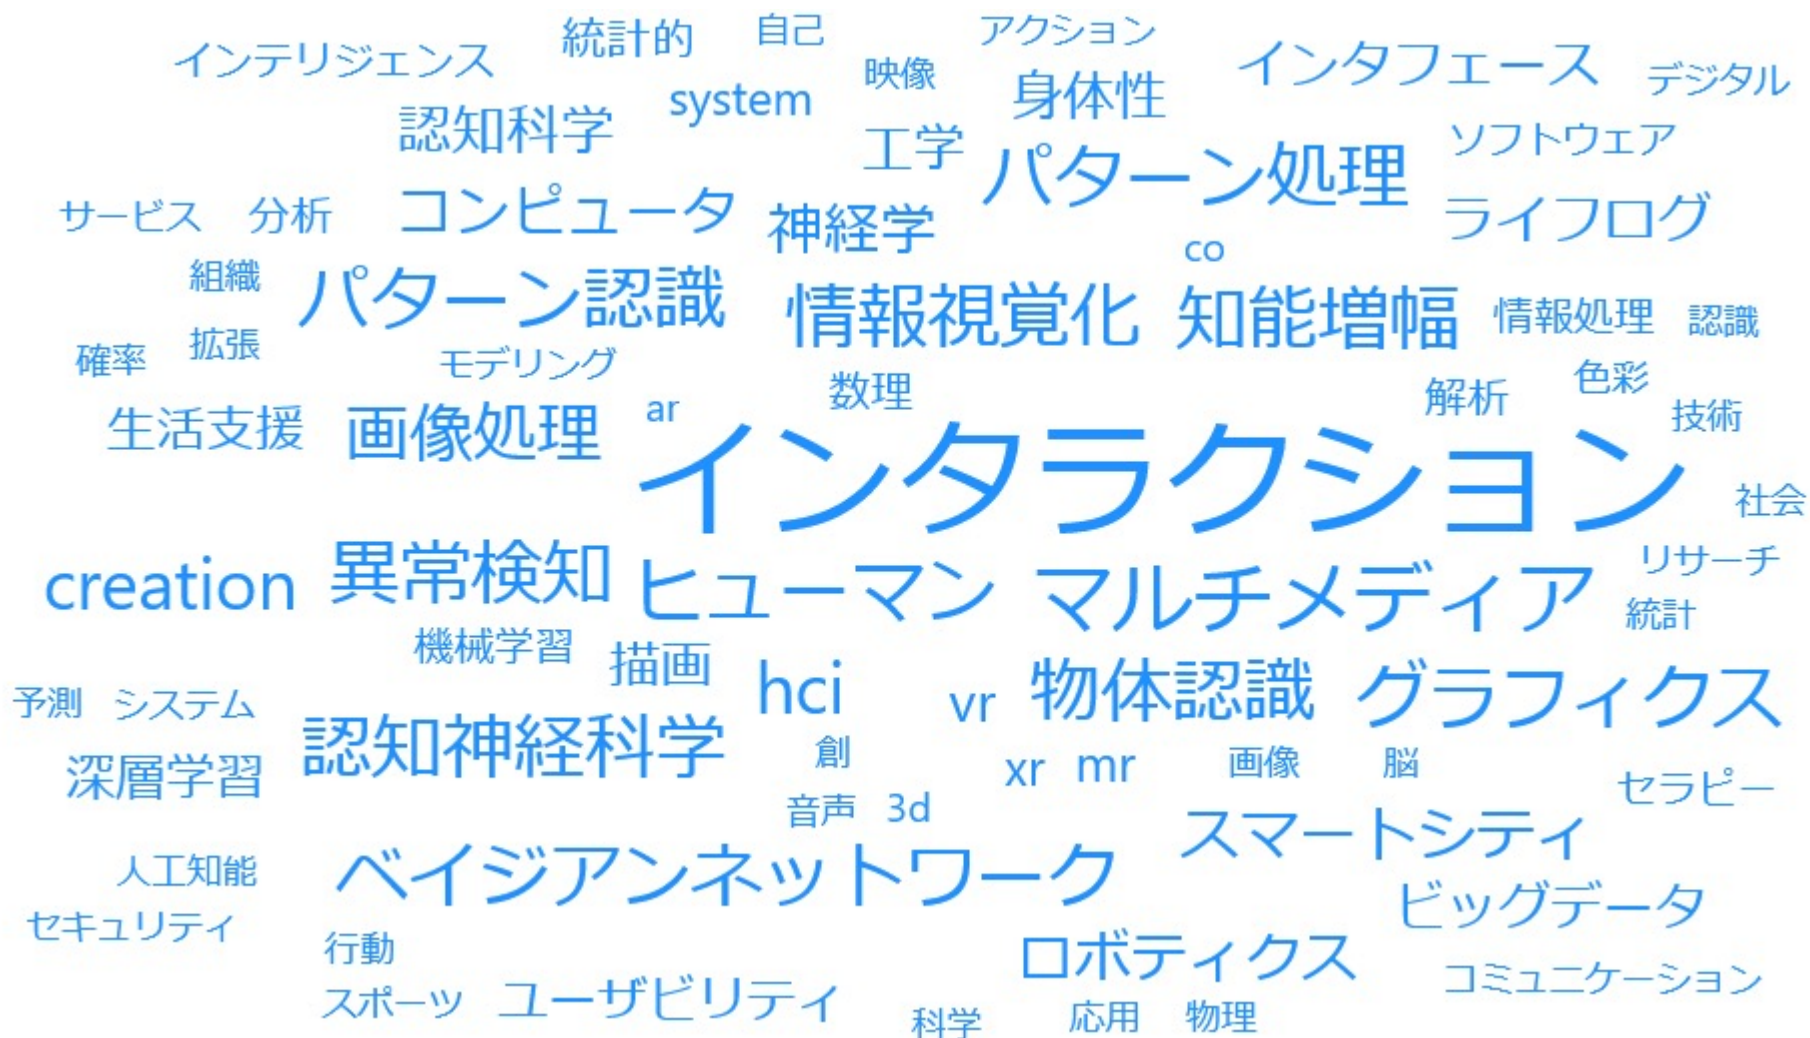 インテリジェンス
統計的
自己
アクション
映像
インタフェース
デジタル
認知科学
system
身体性
工学
パターン処理
ソフトウェア
サービス
分析
コンピュータ
神経学
ライフログ
co
組織
パターン認識
情報視覚化
知能増幅
情報処理
認識
確率
拡張
モデリング
数理
色彩
生活支援
画像処理
ar
解析
技術
インタラクション
社会
creation
異常検知
ヒューマン
マルチメディア
リサーチ
統計
機械学習
描画
hci
vr
物体認識
グラフィクス
予測
システム
認知神経科学
創
xr
mr
画像
脳
深層学習
音声
3d
セラピー
人工知能
ベイジアンネットワーク
スマートシティ
ビッグデータ
セキュリティ
行動
ロボティクス
スポーツ
ユーザビリティ
コミュニケーション
科学
応用
物理